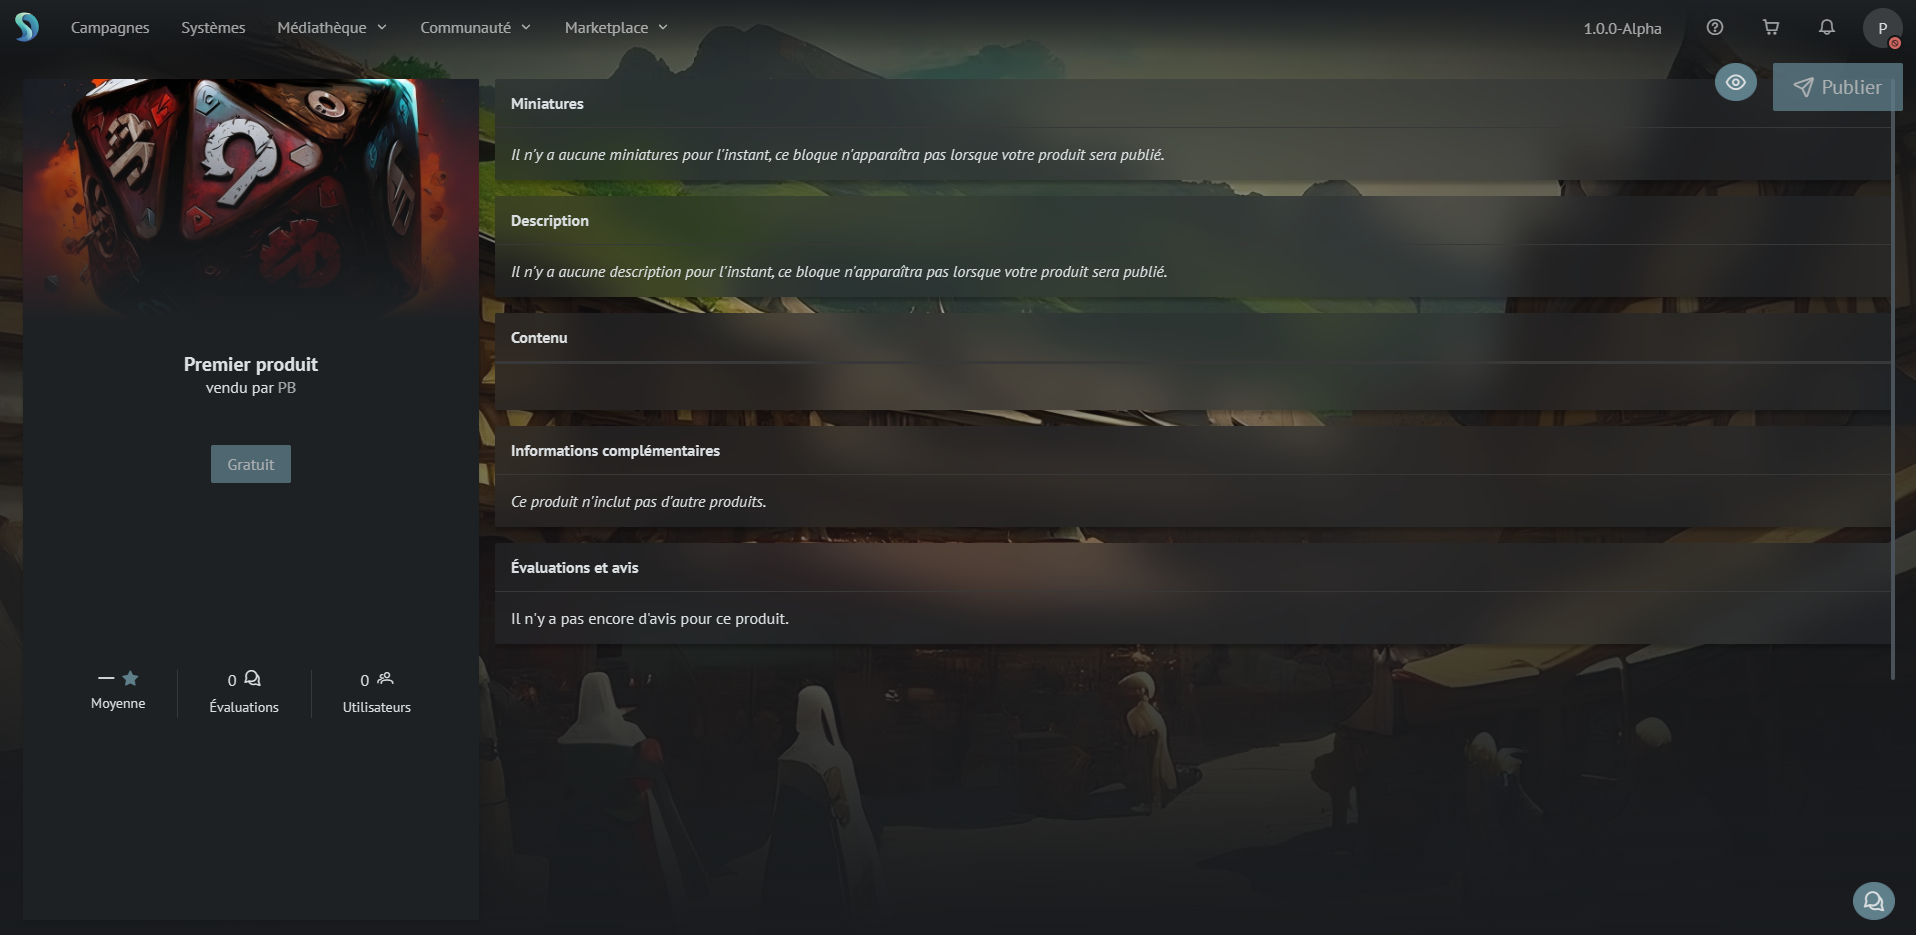 Campagnes
Systèmes
Médiathèque
Communauté
Marketplace
1.0.0-Alpha
P
Publier
Premier produit
vendu par PB
Gratuit
— 
Moyenne
0
Évaluations
0
Utilisateurs
Miniatures
Il n'y a aucune miniatures pour l'instant, ce bloque n'apparaîtra pas lorsque votre produit sera publié.
Description
Il n'y a aucune description pour l'instant, ce bloque n'apparaîtra pas lorsque votre produit sera publié.
Contenu
Informations complémentaires
Ce produit n'inclut pas d'autre produits.
Évaluations et avis
Il n'y a pas encore d'avis pour ce produit.